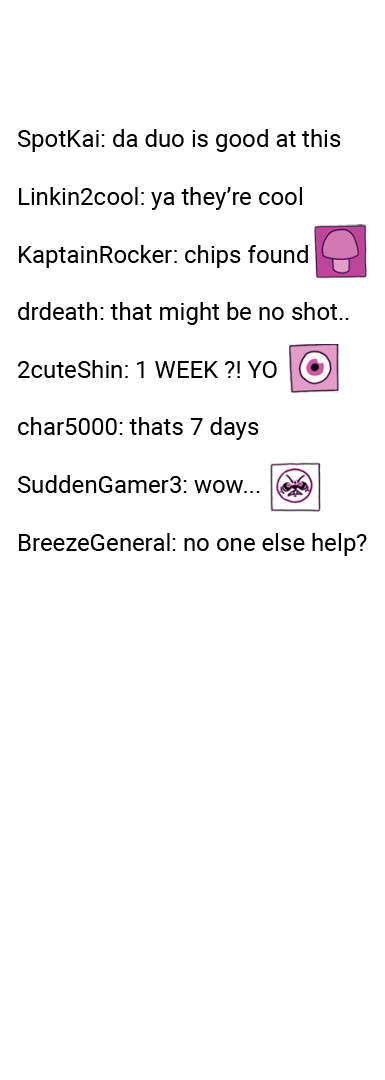 SpotKai: da duo is good at this
Linkin2cool: ya they’re cool
KaptainRocker: chips found
drdeath: that might be no shot..
2cuteShin: 1 WEEK ?! YO
char5000: thats 7 days
SuddenGamer3: wow...
BreezeGeneral: no one else help?